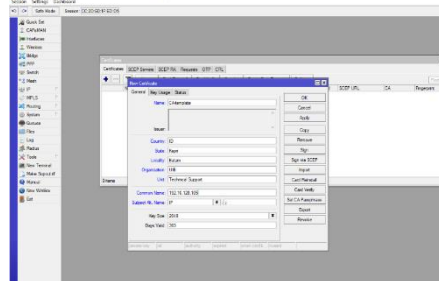 Session Settings Dashboard
Safe Mode Session:
Quick Set
CAPsMAN
Interfaces
Wireless
Bridge
PPP
Switch
Mesh
IP
MPLS
Routing
System
Queues
Files
Log
Radius
Tools
New Terminal
Make Supout.rif
Manual
New WinBox
Exit
Certificates
Certificates SCEP Servers SCEP RA Requests OTP CRL
SCEP URL CA Fingerprint
New Certificate
General Key Usage Status
Name:
Issuer:
Country: ID
State:
Locality:
Organization:
Unit: Technical Support
Common Name:
Subject Alt. Name: IP
Key Size: 2048
Days Valid: 365
OK
Cancel
Apply
Copy
Remove
Sign
Sign via SCEP
Import
Card Reinstall
Card Verify
Set CA Passphrase
Export
Revoke